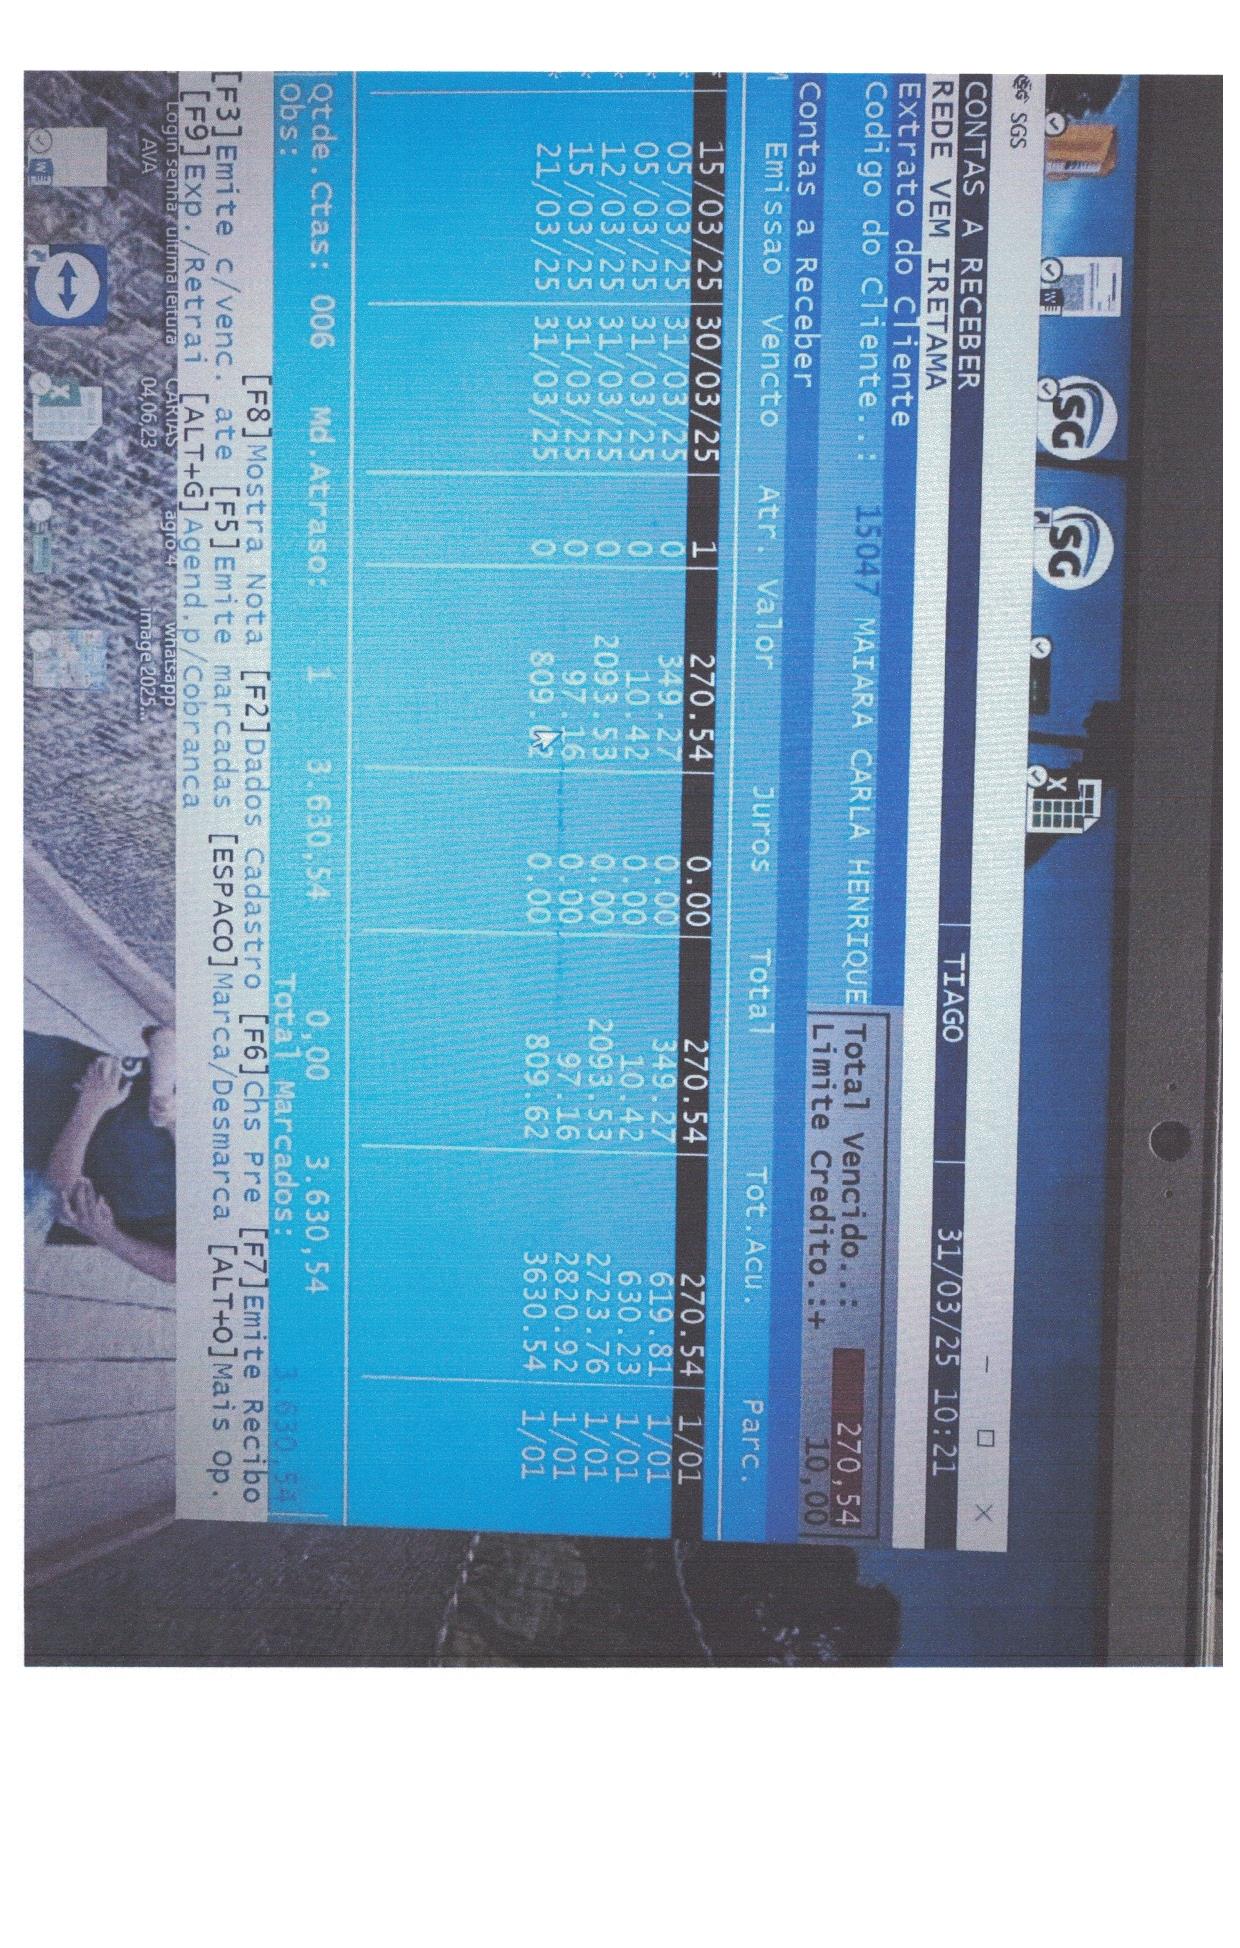 SGS
CONTAS A RECEBER
REDE VEM IRETAMA | TIAGO | 31/03/25 10:21
Extrato do Cliente
Codigo do Cliente..: 15047 MAIARA CARLA HENRIQUE
Total Vencido..: 270,54
Limite Credito.:+ 10,00
Contas a Receber
M Emissao Vencto Atr. Valor Juros Total Tot.Acu. Parc.
* 15/03/25 30/03/25 1 270.54 0.00 270.54 270.54 1/01
* 05/03/25 31/03/25 0 349.27 0.00 349.27 619.81 1/01
* 05/03/25 31/03/25 0 10.42 0.00 10.42 630.23 1/01
* 12/03/25 31/03/25 0 2093.53 0.00 2093.53 2723.76 1/01
* 15/03/25 31/03/25 0 97.16 0.00 97.16 2820.92 1/01
* 21/03/25 31/03/25 0 809.62 0.00 809.62 3630.54 1/01
Qtde.Ctas: 006 Md.Atraso: 1 3.630,54 0,00 3.630,54
Obs: Total Marcados: 3.630,54
[F8]Mostra Nota [F2]Dados Cadastro [F6]Chs Pre [F7]Emite Recibo
[F3]Emite c/venc. ate [F5]Emite marcadas [ESPACO]Marca/Desmarca [ALT+O]Mais Op.
[F9]Exp./Retrai [ALT+G]Agend.p/Cobranca
Login senha ultima leitura AVA
CARTAS 04.06.23
agro 4
whatsapp image 2025...
SG
SG